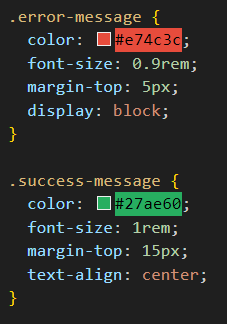 .error-message {
  color: #e74c3c;
  font-size: 0.9rem;
  margin-top: 5px;
  display: block;
}

.success-message {
  color: #27ae60;
  font-size: 1rem;
  margin-top: 15px;
  text-align: center;
}